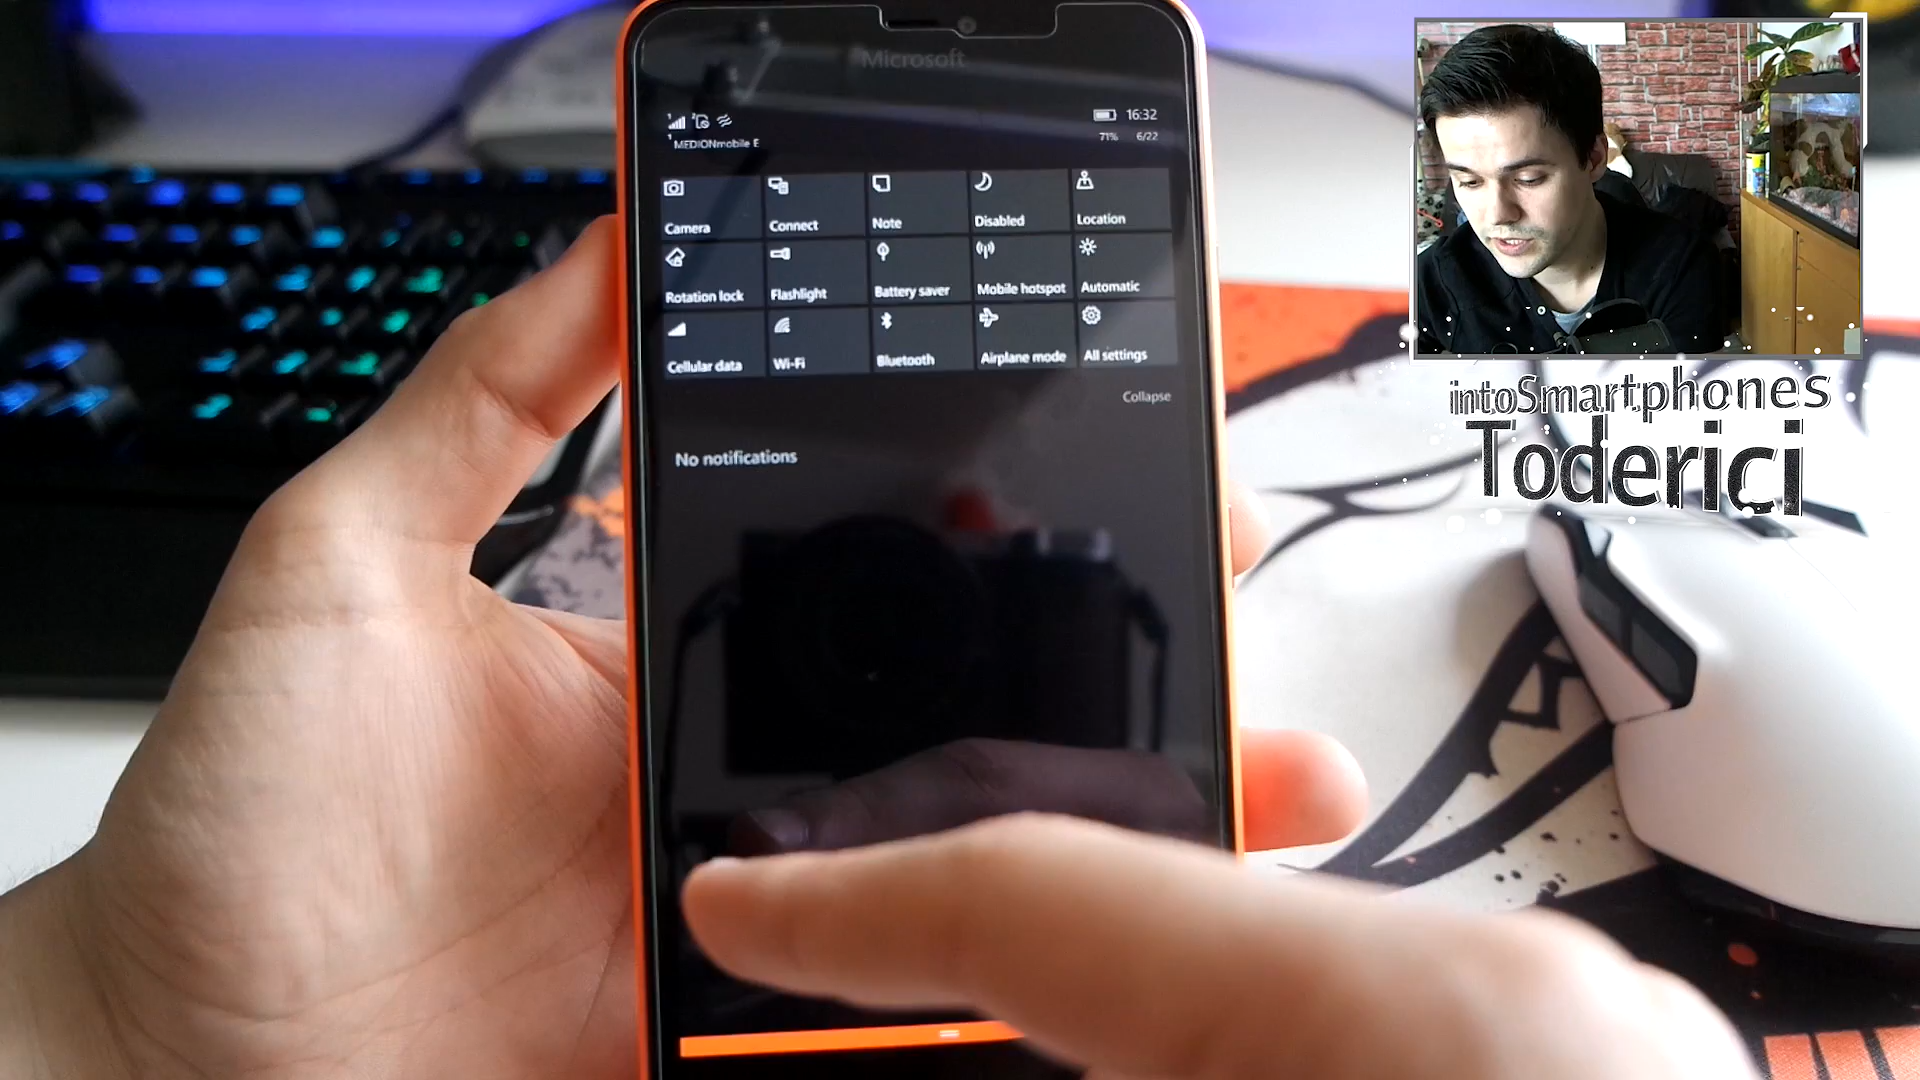 Microsoft
16:32
MEDIONmobile E
71% 6/22
Camera Connect Note Disabled Location
Rotation lock Flashlight Battery saver Mobile hotspot Automatic
Cellular data Wi-Fi Bluetooth Airplane mode All settings
Collapse
No notifications
intoSmartphones
Toderici